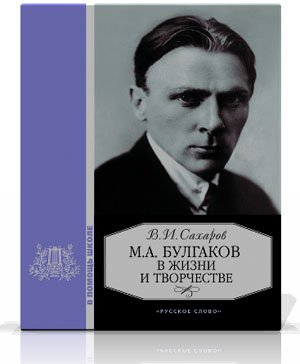 В ПОМОЩЬ ШКОЛЕ
В.И. Сахаров
М.А. БУЛГАКОВ
В ЖИЗНИ
И ТВОРЧЕСТВЕ
«РУССКОЕ СЛОВО»